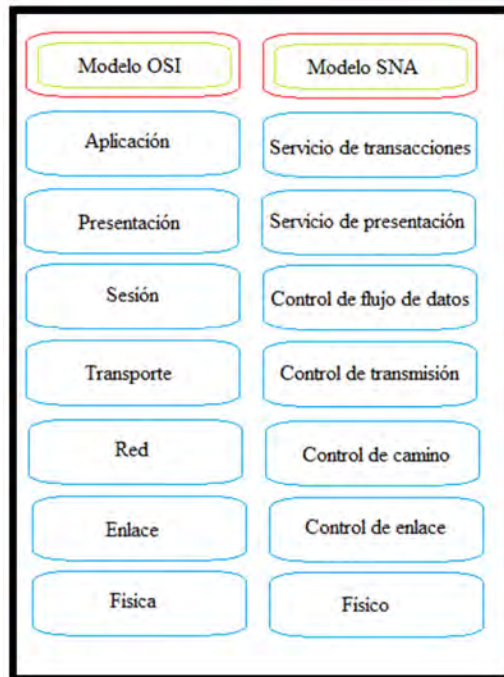 Modelo OSI
Modelo SNA
Aplicación
Servicio de transacciones
Presentación
Servicio de presentación
Sesión
Control de flujo de datos
Transporte
Control de transmisión
Red
Control de camino
Enlace
Control de enlace
Física
Físico